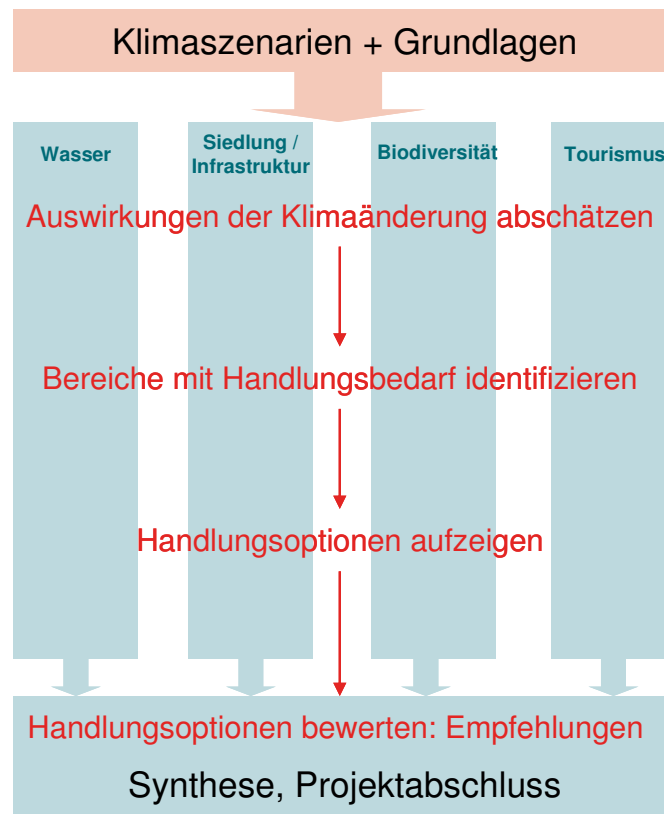 Klimaszenarien + Grundlagen
Wasser
Siedlung /
Infrastruktur
Biodiversität
Tourismus
Auswirkungen der Klimaänderung abschätzen
Bereiche mit Handlungsbedarf identifizieren
Handlungsoptionen aufzeigen
Handlungsoptionen bewerten: Empfehlungen
Synthese, Projektabschluss